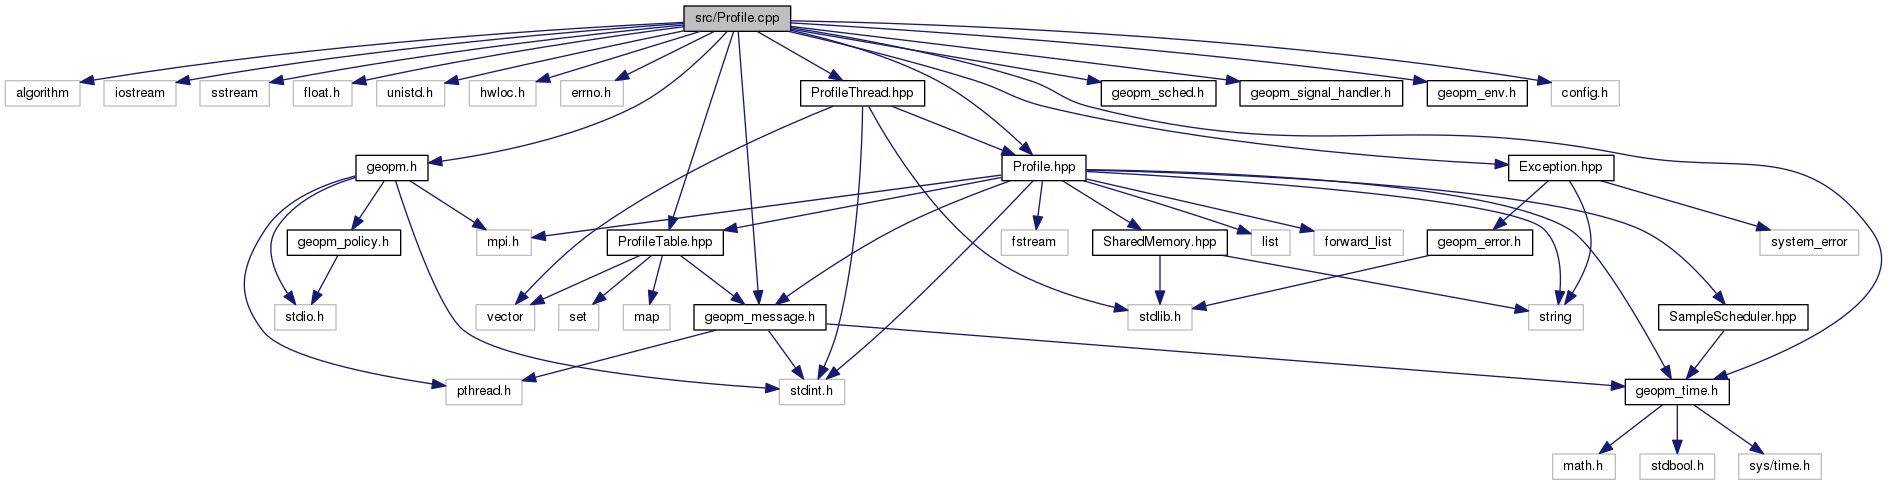 src/Profile.cpp
algorithm
iostream
sstream
float.h
unistd.h
hwloc.h
errno.h
ProfileThread.hpp
geopm_sched.h
geopm_signal_handler.h
geopm_env.h
config.h
geopm.h
Profile.hpp
Exception.hpp
geopm_policy.h
mpi.h
ProfileTable.hpp
fstream
SharedMemory.hpp
list
forward_list
geopm_error.h
system_error
stdio.h
vector
set
map
geopm_message.h
stdlib.h
string
SampleScheduler.hpp
pthread.h
stdint.h
geopm_time.h
math.h
stdbool.h
sys/time.h